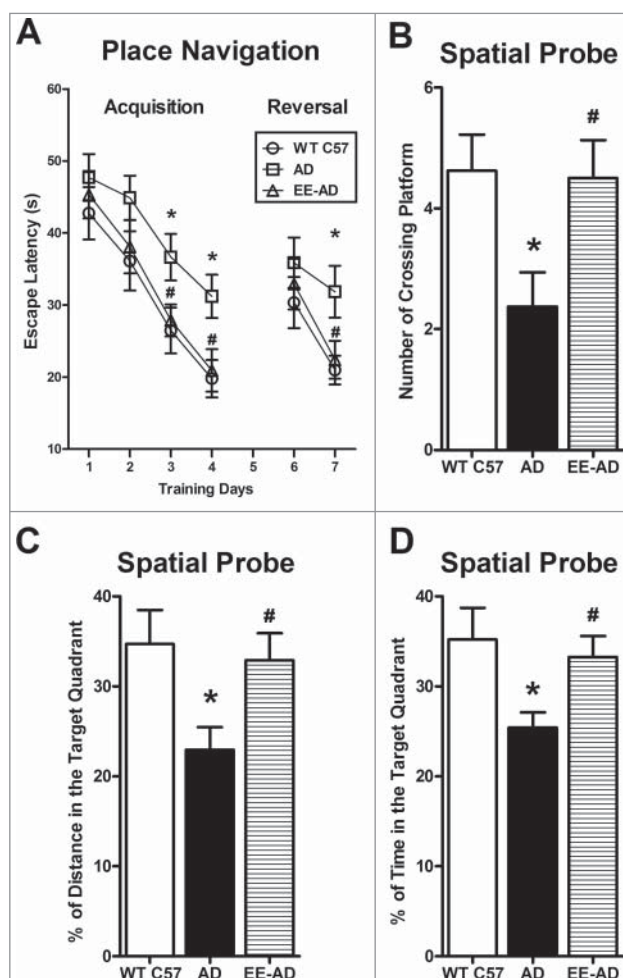 A
Place Navigation
Acquisition
Reversal
WT C57
AD
EE-AD
Escape Latency (s)
60
50
40
30
20
10
*
*
*
#
#
#
1 2 3 4 5 6 7
Training Days
B
Spatial Probe
Number of Crossing Platform
6
4
2
0
*
#
WT C57 AD EE-AD
C
Spatial Probe
% of Distance in the Target Quadrant
40
30
20
10
0
*
#
WT C57 AD EE-AD
D
Spatial Probe
% of Time in the Target Quadrant
40
30
20
10
0
*
#
WT C57 AD EE-AD